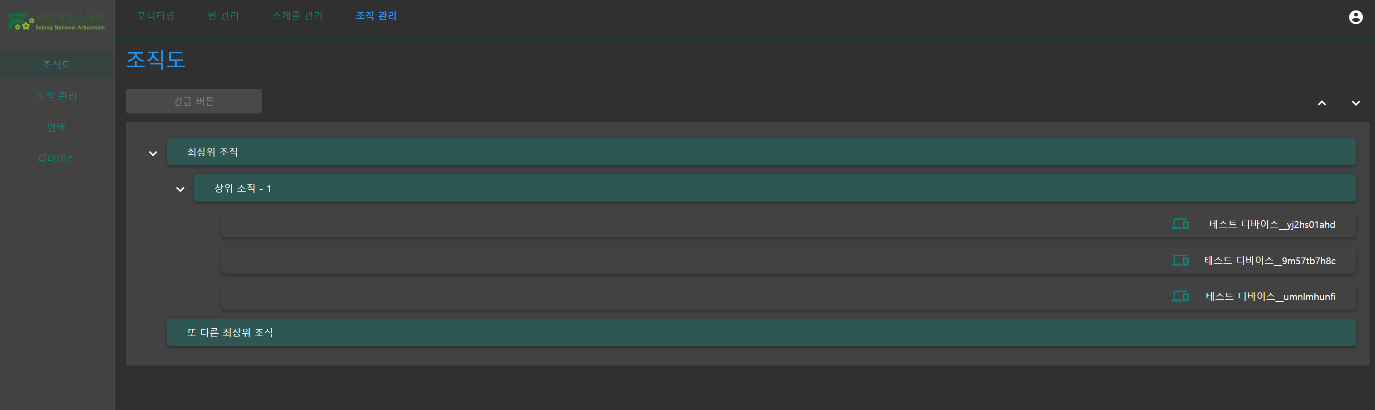 Sejong National Arboretum
모니터링
씬 관리
스케줄 관리
조직 관리
조직도
조직 관리
멤버
디바이스
조직도
긴급 버튼
최상위 조직
상위 조직 - 1
테스트 디바이스__yj2hs01ahd
테스트 디바이스__9m57tb7h8c
테스트 디바이스__umnlmhunfi
또 다른 최상위 조직